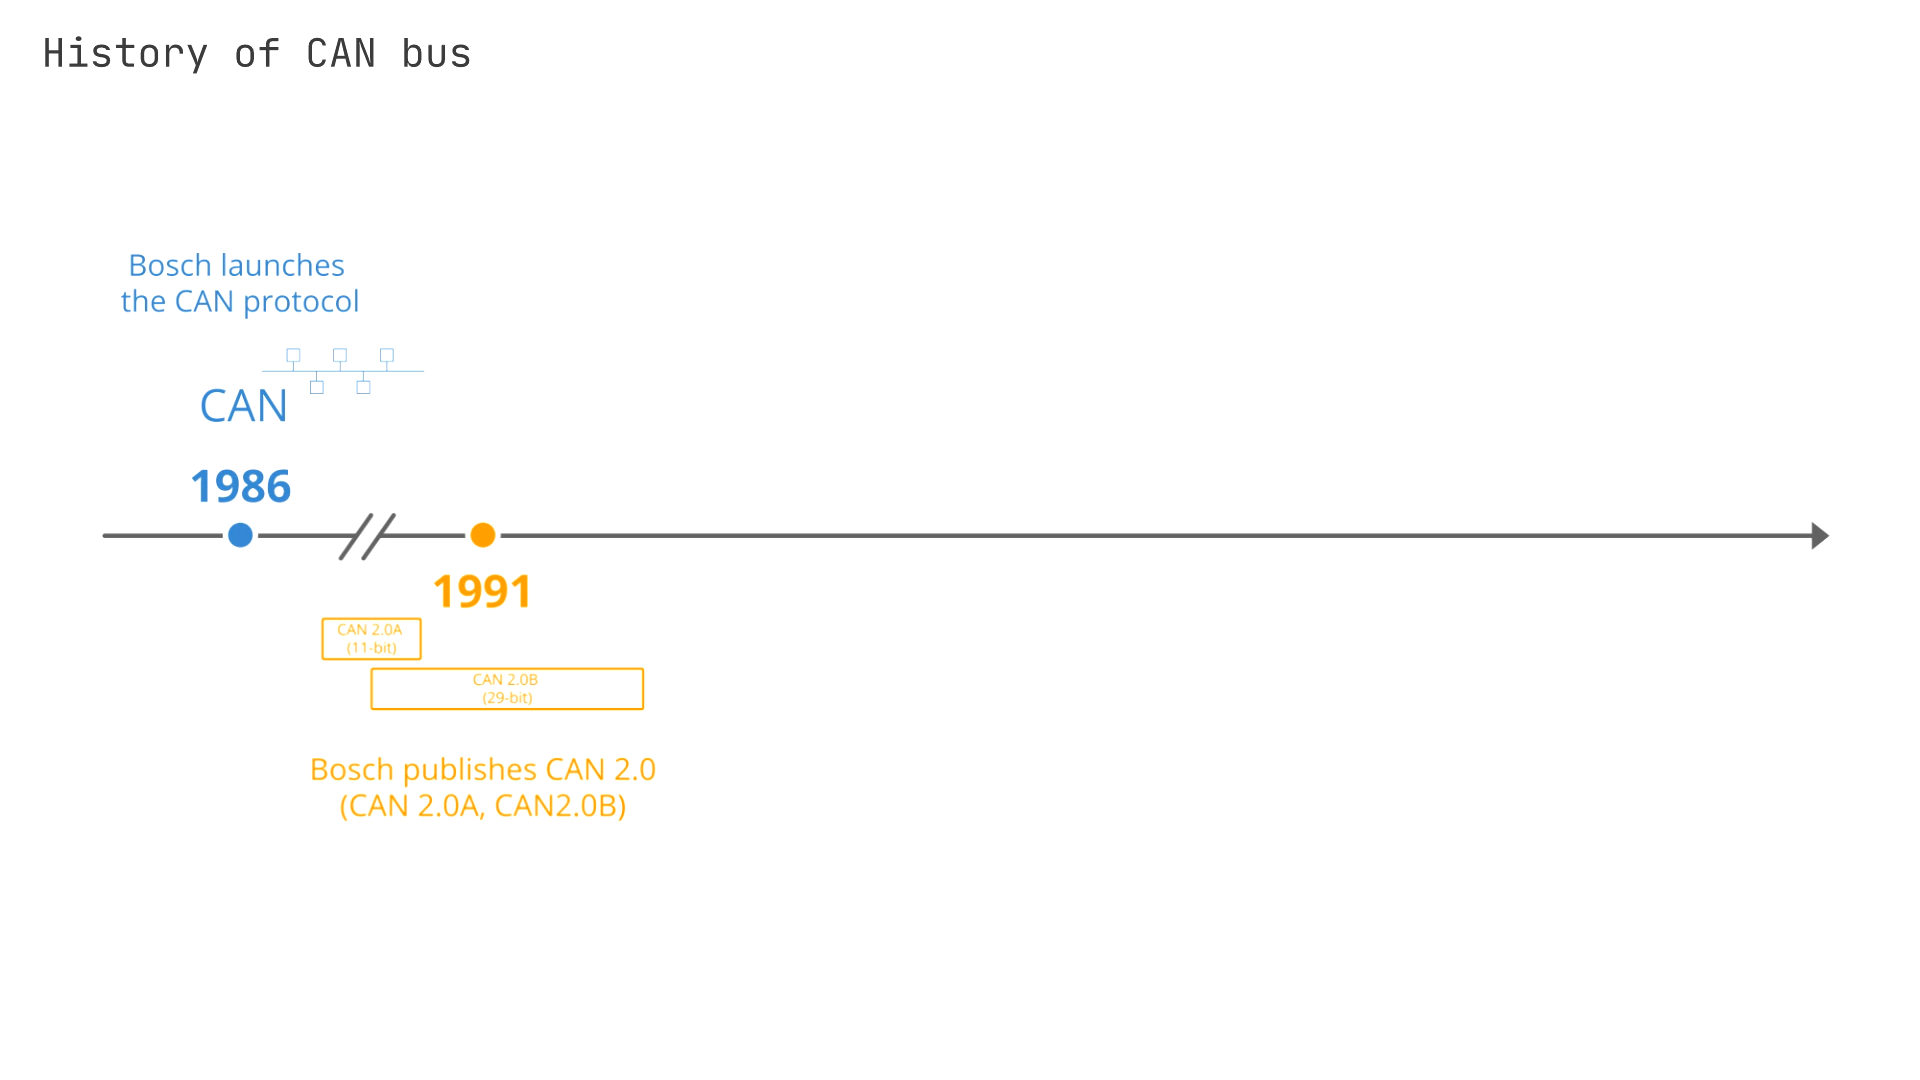 History of CAN bus
Bosch launches
the CAN protocol
CAN
1986
1991
CAN 2.0A
(11-bit)
CAN 2.0B
(29-bit)
Bosch publishes CAN 2.0
(CAN 2.0A, CAN2.0B)